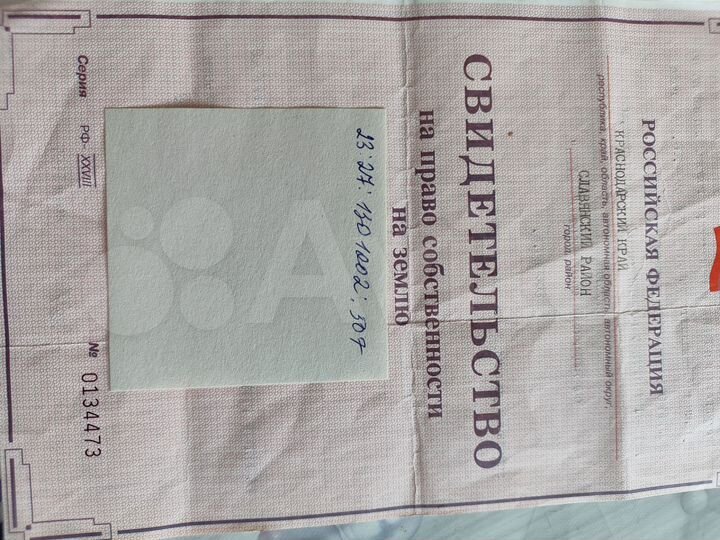 РОССИЙСКАЯ ФЕДЕРАЦИЯ
КРАСНОДАРСКИЙ КРАЙ
республика, край, область, автономная область, автономный округ,
СЛАВЯНСКИЙ РАЙОН
город, район
СВИДЕТЕЛЬСТВО
на право собственности
на землю
23:27:1301002:307
Серия РФ-XXVIII № 0134473